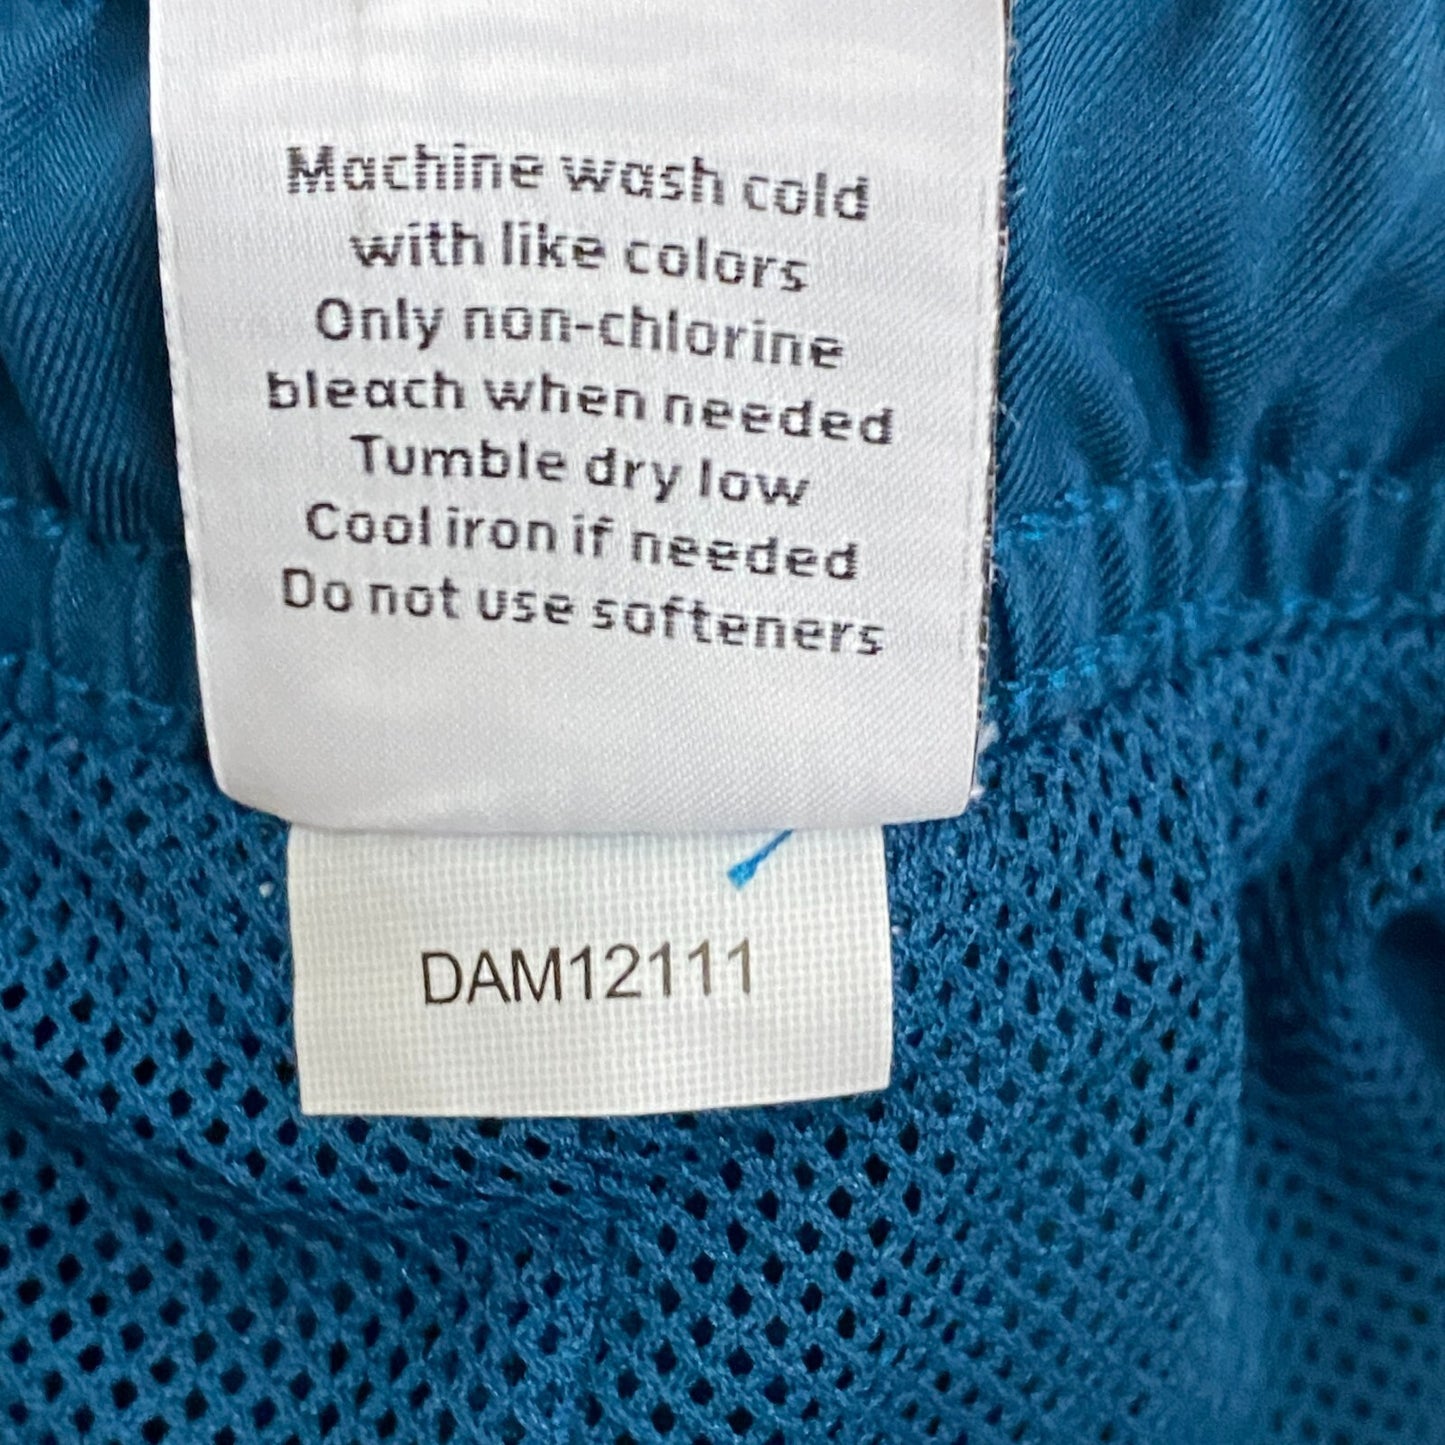 Machine wash cold
with like colors
Only non-chlorine
bleach when needed
Tumble dry low
Cool iron if needed
Do not use softeners
DAM12111